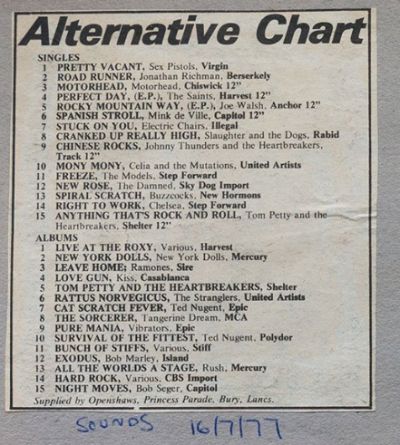 Alternative Chart
SINGLES
1 PRETTY VACANT, Sex Pistols, Virgin
2 ROAD RUNNER, Jonathan Richman, Berserkely
3 MOTORHEAD, Motorhead, Chiswick 12"
4 PERFECT DAY, (E.P.), The Saints, Harvest 12"
5 ROCKY MOUNTAIN WAY, (E.P.), Joe Walsh, Anchor 12"
6 SPANISH STROLL, Mink de Ville, Capitol 12"
7 STUCK ON YOU, Electric Chairs, Illegal
8 CRANKED UP REALLY HIGH, Slaughter and the Dogs, Rabid
9 CHINESE ROCKS, Johnny Thunders and the Heartbreakers,
Track 12"
10 MONY MONY, Celia and the Mutations, United Artists
11 FREEZE, The Models, Step Forward
12 NEW ROSE, The Damned, Sky Dog Import
13 SPIRAL SCRATCH, Buzzcocks, New Hormons
14 RIGHT TO WORK, Chelsea, Step Forward
15 ANYTHING THAT'S ROCK AND ROLL, Tom Petty and the
Heartbreakers, Shelter 12"
ALBUMS
1 LIVE AT THE ROXY, Various, Harvest
2 NEW YORK DOLLS, New York Dolls, Mercury
3 LEAVE HOME; Ramones, Sire
4 LOVE GUN, Kiss, Casablanca
5 TOM PETTY AND THE HEARTBREAKERS, Shelter
6 RATTUS NORVEGICUS, The Stranglers, United Artists
7 CAT SCRATCH FEVER, Ted Nugent, Epic
8 THE SORCERER, Tangerine Dream, MCA
9 PURE MANIA, Vibrators, Epic
10 SURVIVAL OF THE FITTEST, Ted Nugent, Polydor
11 BUNCH OF STIFFS, Various, Stiff
12 EXODUS, Bob Marley, Island
13 ALL THE WORLDS A STAGE, Rush, Mercury
14 HARD ROCK, Various, CBS Import
15 NIGHT MOVES, Bob Seger, Capitol
Supplied by Openshaws, Princess Parade, Bury, Lancs.
SOUNDS 16/7/77